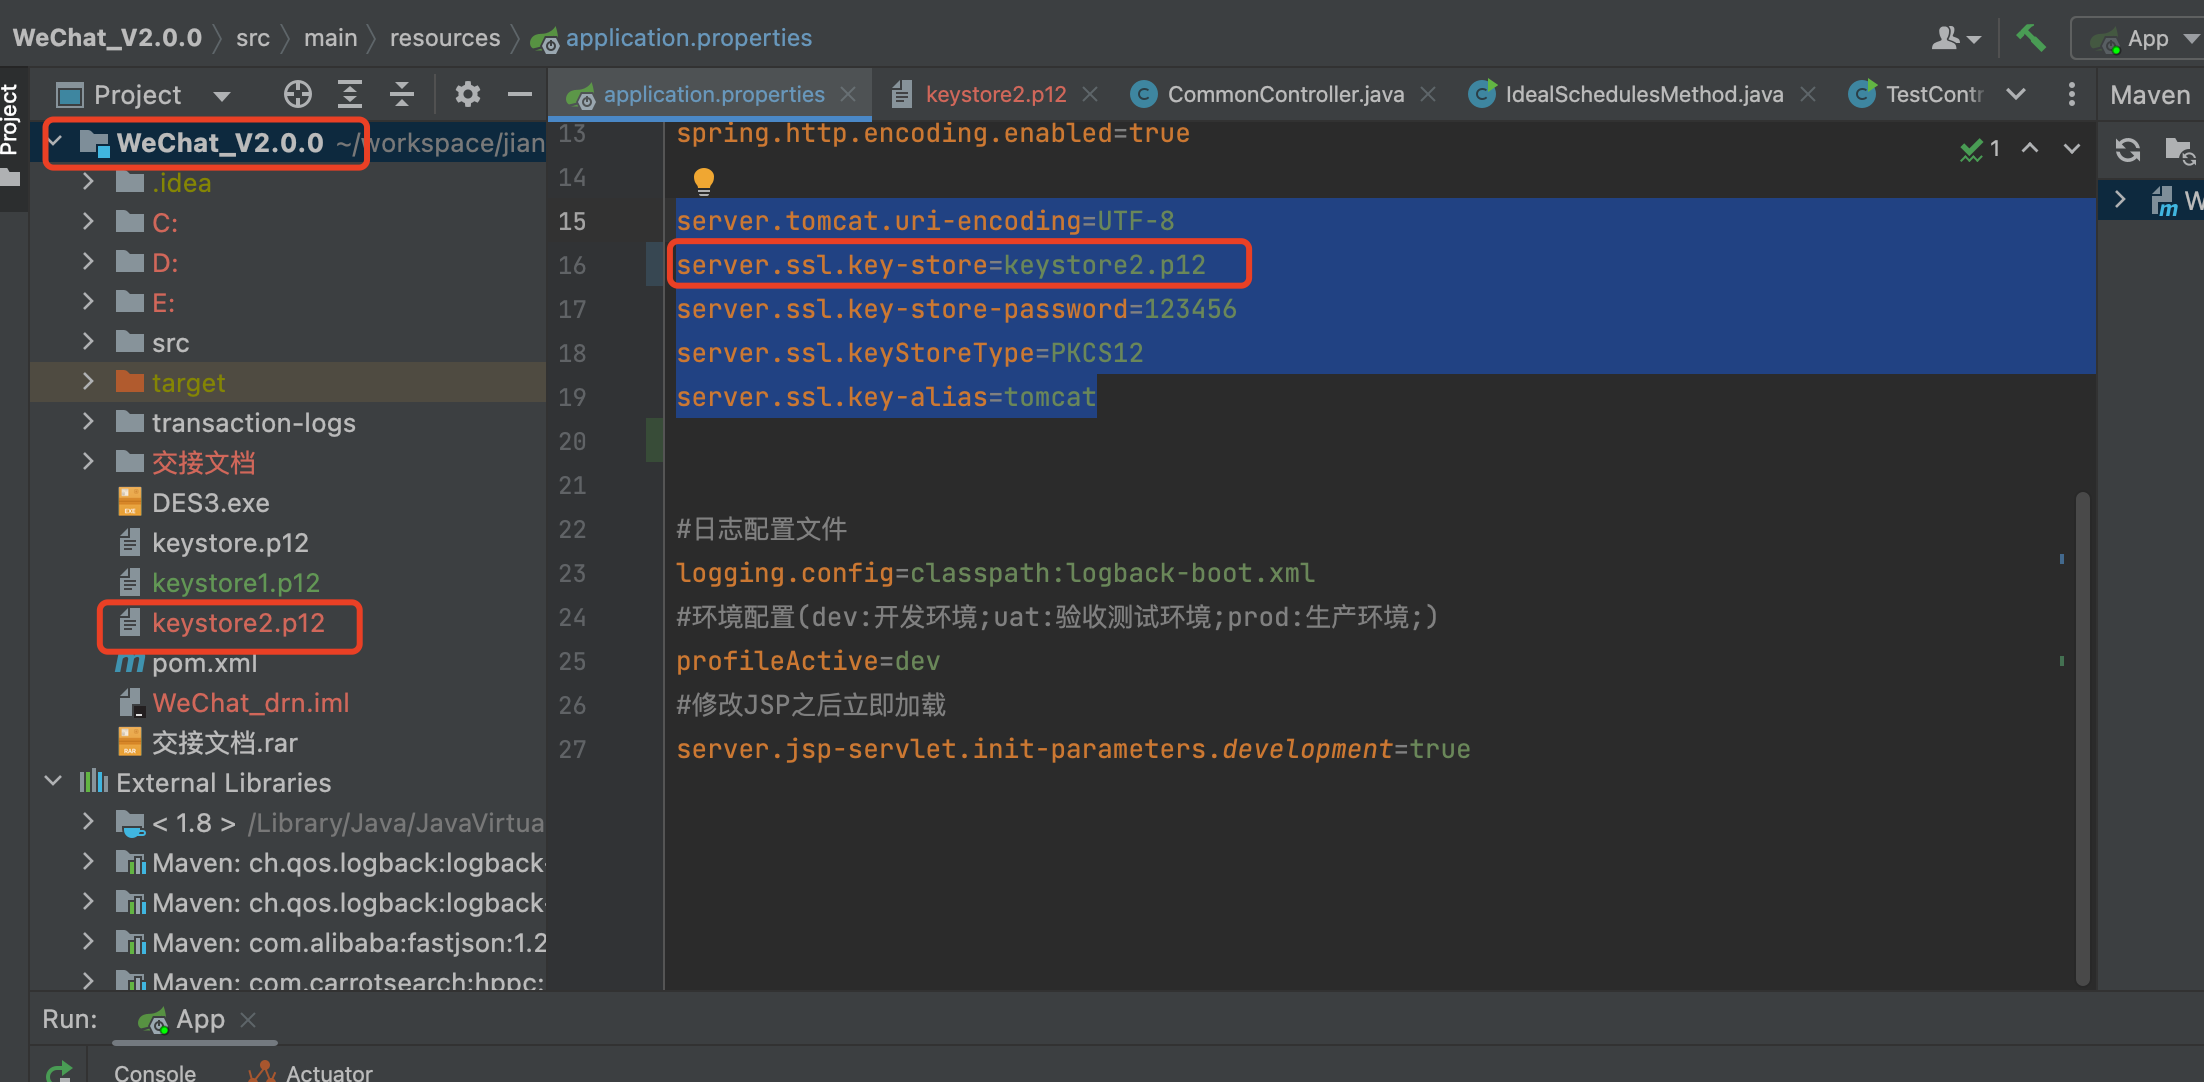 WeChat_V2.0.0 src main resources application.properties
App
Project
Project
application.properties
keystore2.p12
CommonController.java
IdealSchedulesMethod.java
TestContr
Maven
WeChat_V2.0.0 ~/workspace/jian
.idea
C:
D:
E:
src
target
transaction-logs
交接文档
DES3.exe
keystore.p12
keystore1.p12
keystore2.p12
pom.xml
WeChat_drn.iml
交接文档.rar
External Libraries
< 1.8 > /Library/Java/JavaVirtua
Maven: ch.qos.logback:logback-
Maven: ch.qos.logback:logback-
Maven: com.alibaba:fastjson:1.2
Maven: com.carrotsearch:hppc:
13 spring.http.encoding.enabled=true
1
14
15 server.tomcat.uri-encoding=UTF-8
16 server.ssl.key-store=keystore2.p12
17 server.ssl.key-store-password=123456
18 server.ssl.keyStoreType=PKCS12
19 server.ssl.key-alias=tomcat
20
21
22 #日志配置文件
23 logging.config=classpath:logback-boot.xml
24 #环境配置(dev:开发环境;uat:验收测试环境;prod:生产环境;)
25 profileActive=dev
26 #修改JSP之后立即加载
27 server.jsp-servlet.init-parameters.development=true
W
Run: App
Console Actuator